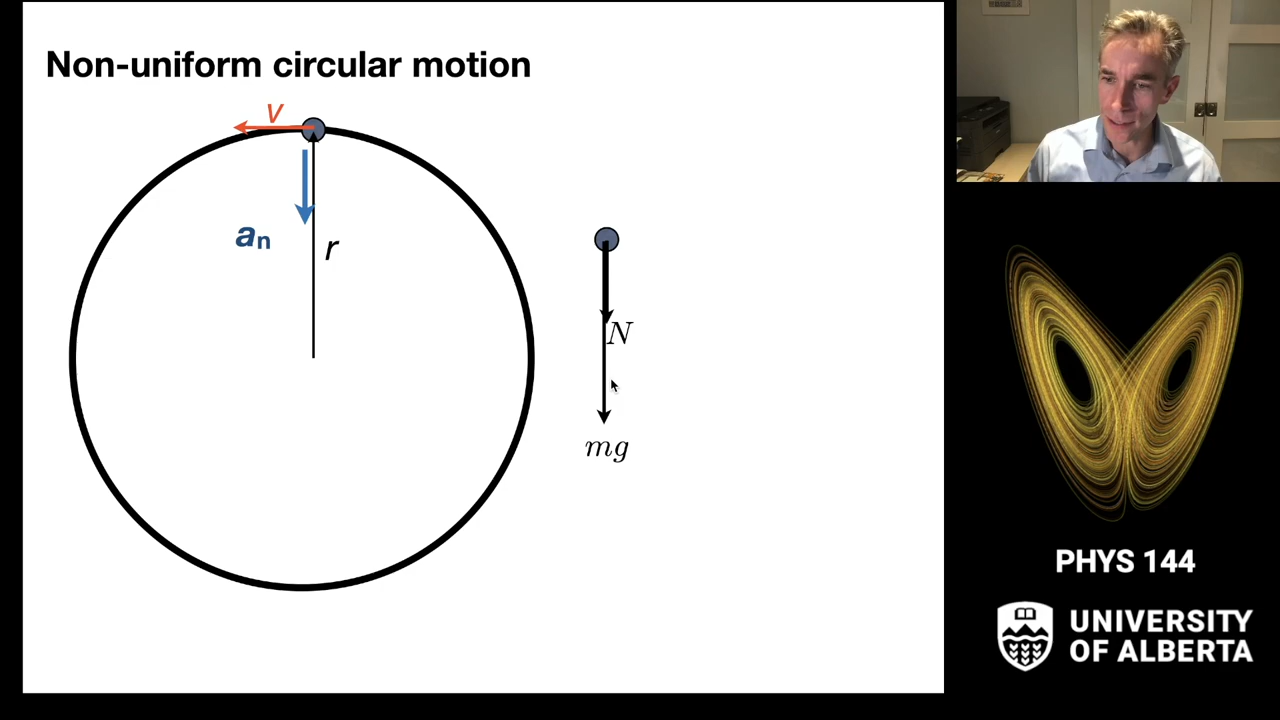 Non-uniform circular motion
v
an
r
N
mg
PHYS 144
UNIVERSITY
OF ALBERTA